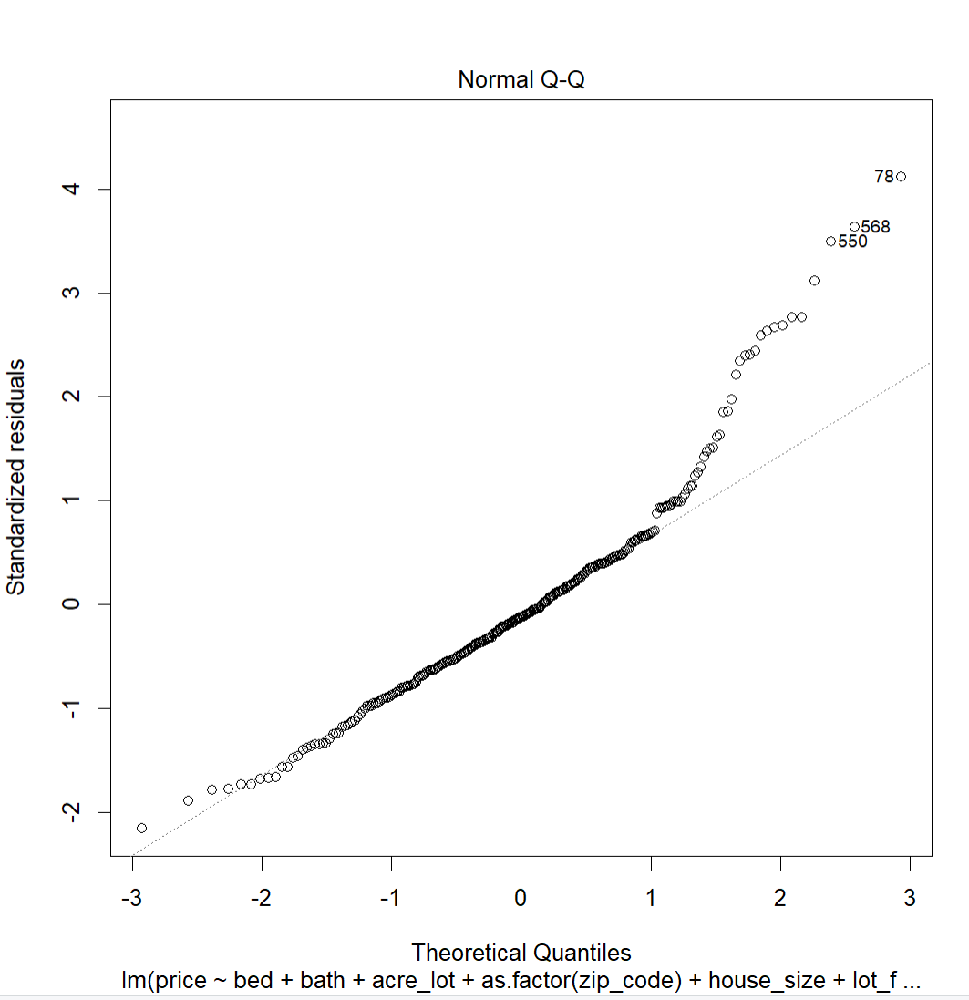 Normal Q-Q
78
568
550
4
3
2
1
0
-1
-2
Standardized residuals
-3 -2 -1 0 1 2 3
Theoretical Quantiles
lm(price ~ bed + bath + acre_lot + as.factor(zip_code) + house_size + lot_f ...